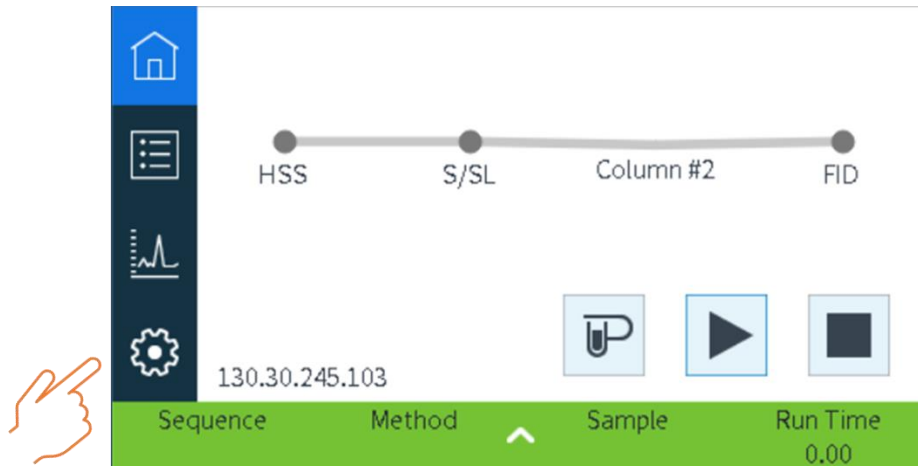 HSS S/SL Column #2 FID
130.30.245.103
Sequence Method Sample Run Time
0.00